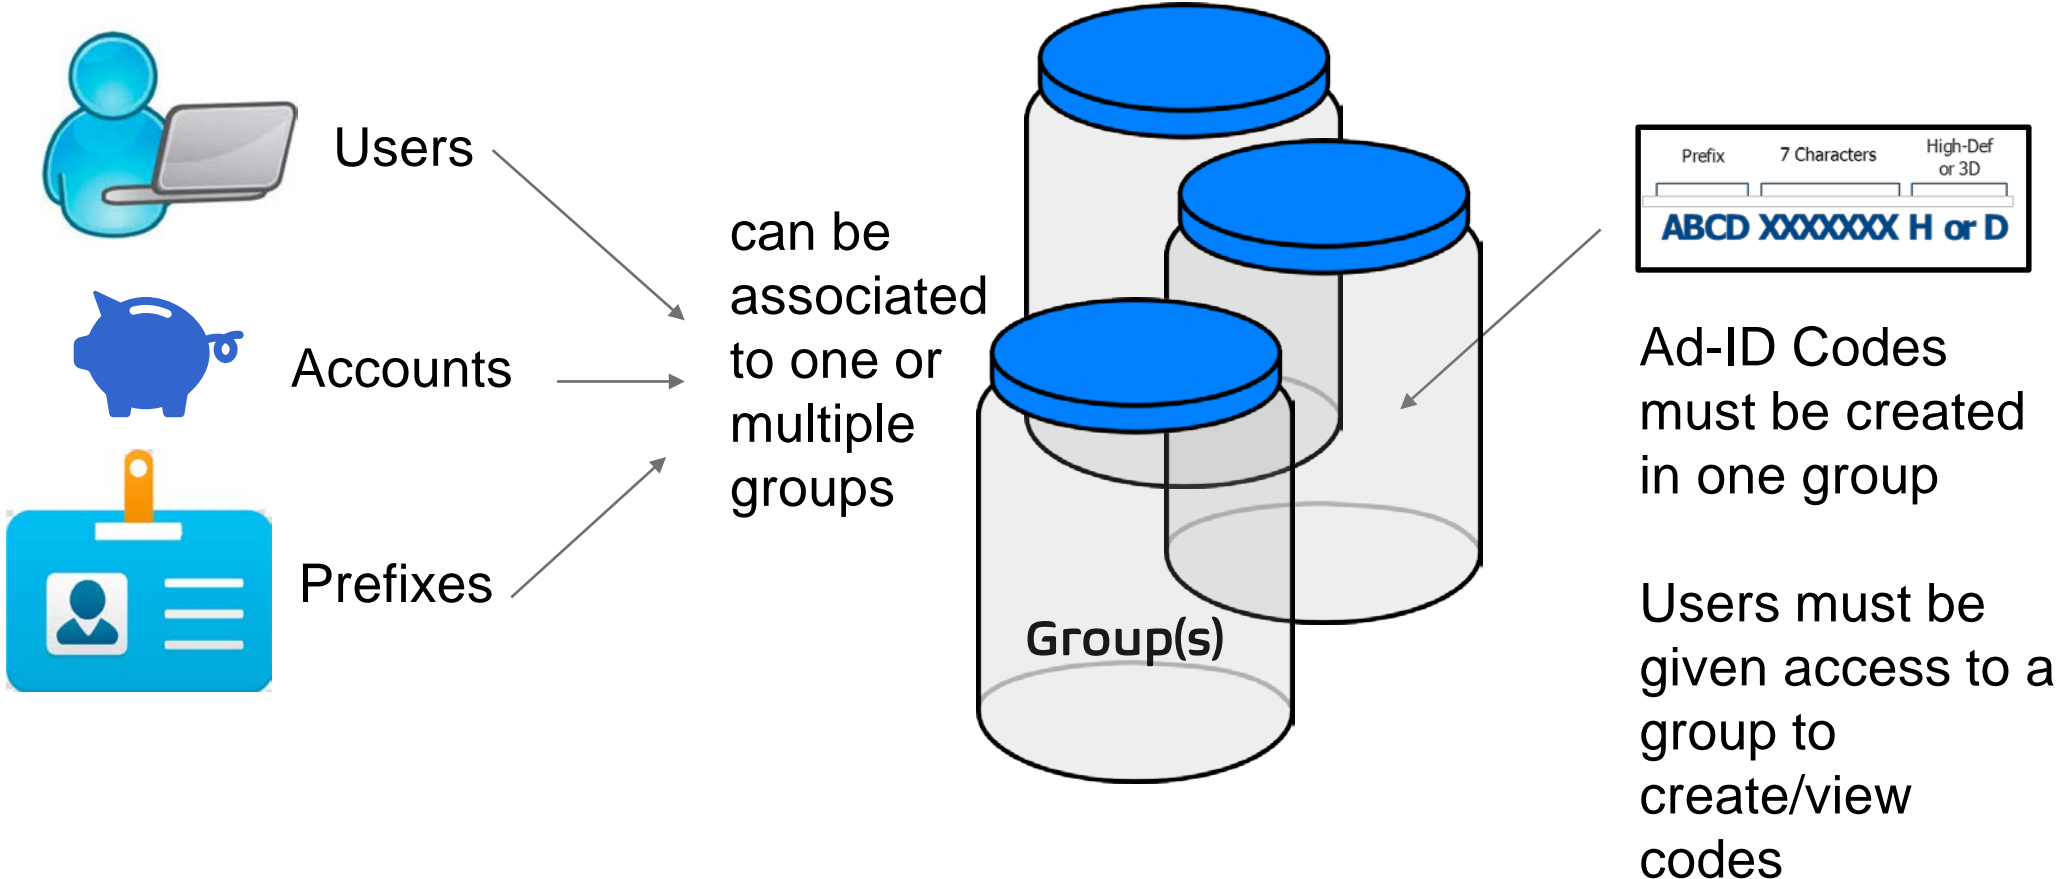 Users
Accounts
Prefixes
can be
associated
to one or
multiple
groups
Group(s)
Prefix
7 Characters
High-Def
or 3D
ABCD XXXXXXX H or D
Ad-ID Codes
must be created
in one group
Users must be
given access to a
group to
create/view
codes